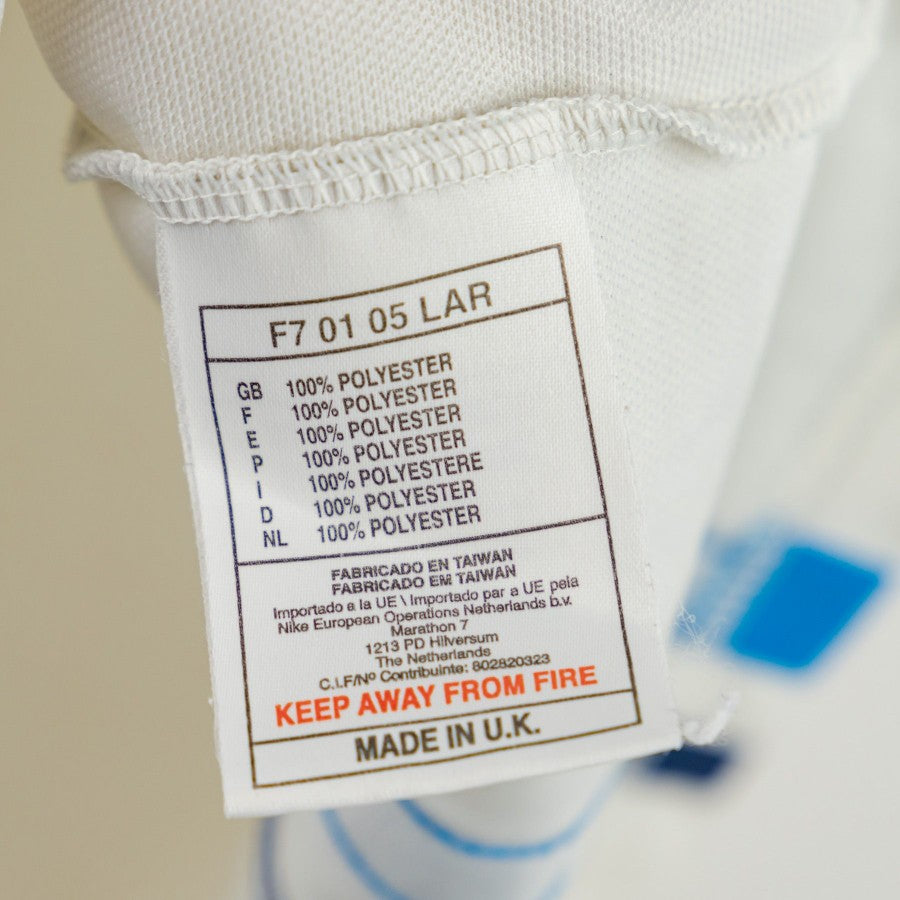 F7 01 05 LAR
GB 100% POLYESTER
F 100% POLYESTER
E 100% POLYESTER
P 100% POLYESTER
I 100% POLYESTERE
D 100% POLYESTER
NL 100% POLYESTER
FABRICADO EN TAIWAN
FABRICADO EM TAIWAN
Importado a la UE \ Importado par a UE pela
Nike European Operations Netherlands b.v.
Marathon 7
1213 PD Hilversum
The Netherlands
C.I.F/Nº Contribuinte: 802820323
KEEP AWAY FROM FIRE
MADE IN U.K.